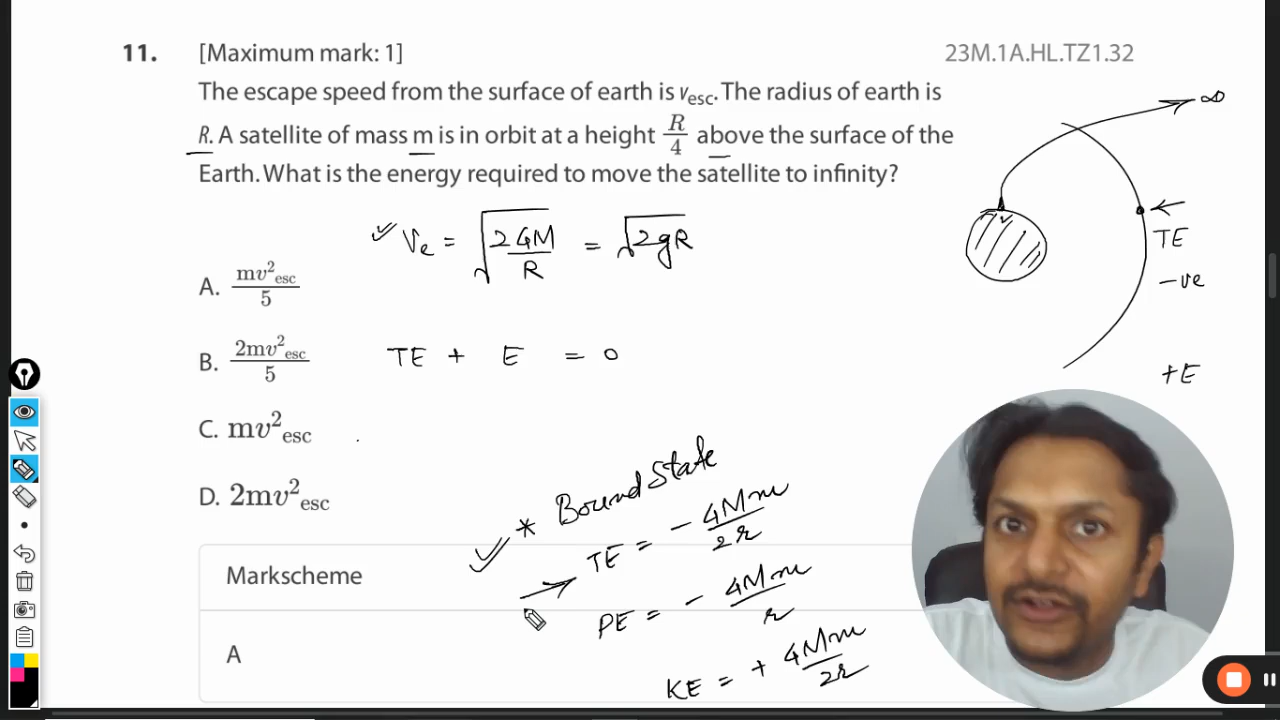 11. [Maximum mark: 1] 23M.1A.HL.TZ1.32
The escape speed from the surface of earth is v_esc. The radius of earth is
R. A satellite of mass m is in orbit at a height R/4 above the surface of the
Earth. What is the energy required to move the satellite to infinity?
∞
TE
-ve
+E
Ve = √(2GM/R) = √2gR
A. mv²esc/5
B. 2mv²esc/5
TE + E = 0
C. mv²esc
D. 2mv²esc
* Bound State
TE = - GMm/2r
PE = - GMm/r
KE = + GMm/2r
Markscheme
A